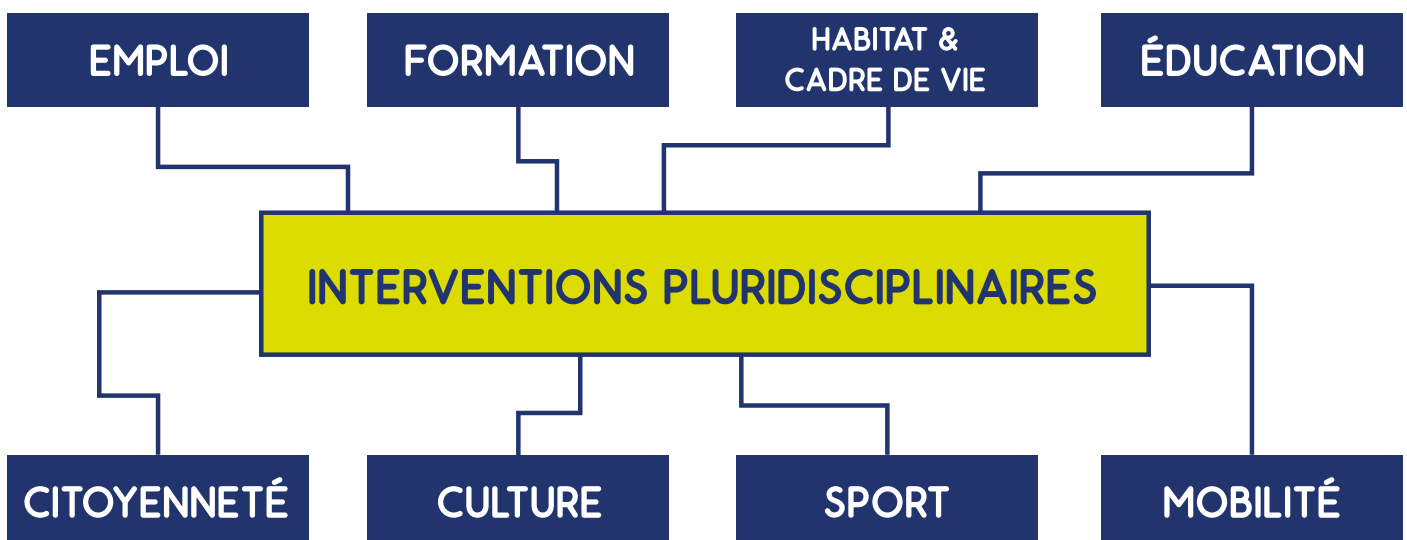 EMPLOI
FORMATION
HABITAT &
CADRE DE VIE
ÉDUCATION
INTERVENTIONS PLURIDISCIPLINAIRES
CITOYENNETÉ
CULTURE
SPORT
MOBILITÉ